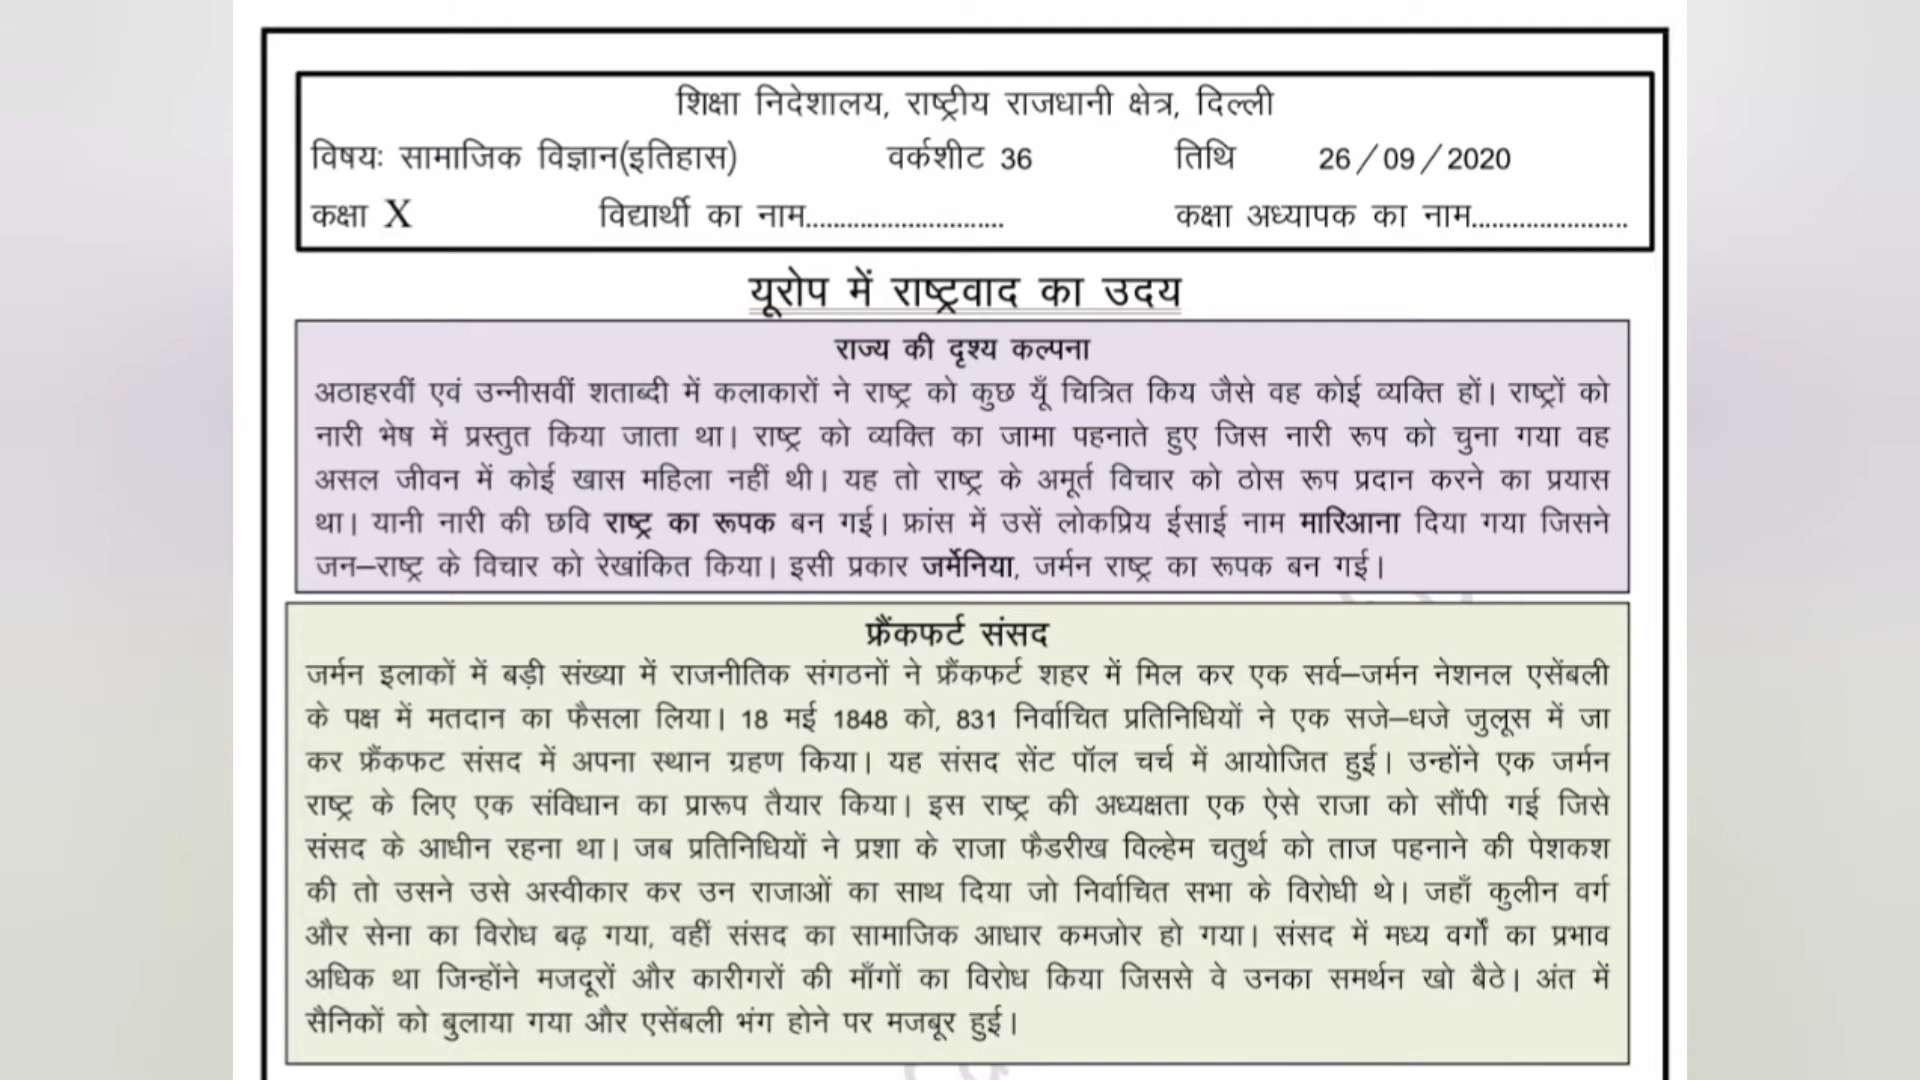 शिक्षा निदेशालय, राष्ट्रीय राजधानी क्षेत्र, दिल्ली
विषयः सामाजिक विज्ञान(इतिहास) वर्कशीट 36 तिथि 26/09/2020
कक्षा X विद्यार्थी का नाम.............................. कक्षा अध्यापक का नाम.......................
यूरोप में राष्ट्रवाद का उदय
राज्य की दृश्य कल्पना
अठाहरवीं एवं उन्नीसवीं शताब्दी में कलाकारों ने राष्ट्र को कुछ यूँ चित्रित किय जैसे वह कोई व्यक्ति हों। राष्ट्रों को
नारी भेष में प्रस्तुत किया जाता था। राष्ट्र को व्यक्ति का जामा पहनाते हुए जिस नारी रूप को चुना गया वह
असल जीवन में कोई खास महिला नहीं थी। यह तो राष्ट्र के अमूर्त विचार को ठोस रूप प्रदान करने का प्रयास
था। यानी नारी की छवि राष्ट्र का रूपक बन गई। फ्रांस में उसें लोकप्रिय ईसाई नाम मारिआना दिया गया जिसने
जन–राष्ट्र के विचार को रेखांकित किया। इसी प्रकार जर्मेनिया, जर्मन राष्ट्र का रूपक बन गई।
फ्रैंकफर्ट संसद
जर्मन इलाकों में बड़ी संख्या में राजनीतिक संगठनों ने फ्रैंकफर्ट शहर में मिल कर एक सर्व–जर्मन नेशनल एसेंबली
के पक्ष में मतदान का फैसला लिया। 18 मई 1848 को, 831 निर्वाचित प्रतिनिधियों ने एक सजे–धजे जुलूस में जा
कर फ्रैंकफट संसद में अपना स्थान ग्रहण किया। यह संसद सेंट पॉल चर्च में आयोजित हुई। उन्होंने एक जर्मन
राष्ट्र के लिए एक संविधान का प्रारूप तैयार किया। इस राष्ट्र की अध्यक्षता एक ऐसे राजा को सौंपी गई जिसे
संसद के आधीन रहना था। जब प्रतिनिधियों ने प्रशा के राजा फैडरीख विल्हेम चतुर्थ को ताज पहनाने की पेशकश
की तो उसने उसे अस्वीकार कर उन राजाओं का साथ दिया जो निर्वाचित सभा के विरोधी थे। जहाँ कुलीन वर्ग
और सेना का विरोध बढ़ गया, वहीं संसद का सामाजिक आधार कमजोर हो गया। संसद में मध्य वर्गों का प्रभाव
अधिक था जिन्होंने मजदूरों और कारीगरों की माँगों का विरोध किया जिससे वे उनका समर्थन खो बैठे। अंत में
सैनिकों को बुलाया गया और एसेंबली भंग होने पर मजबूर हुई।